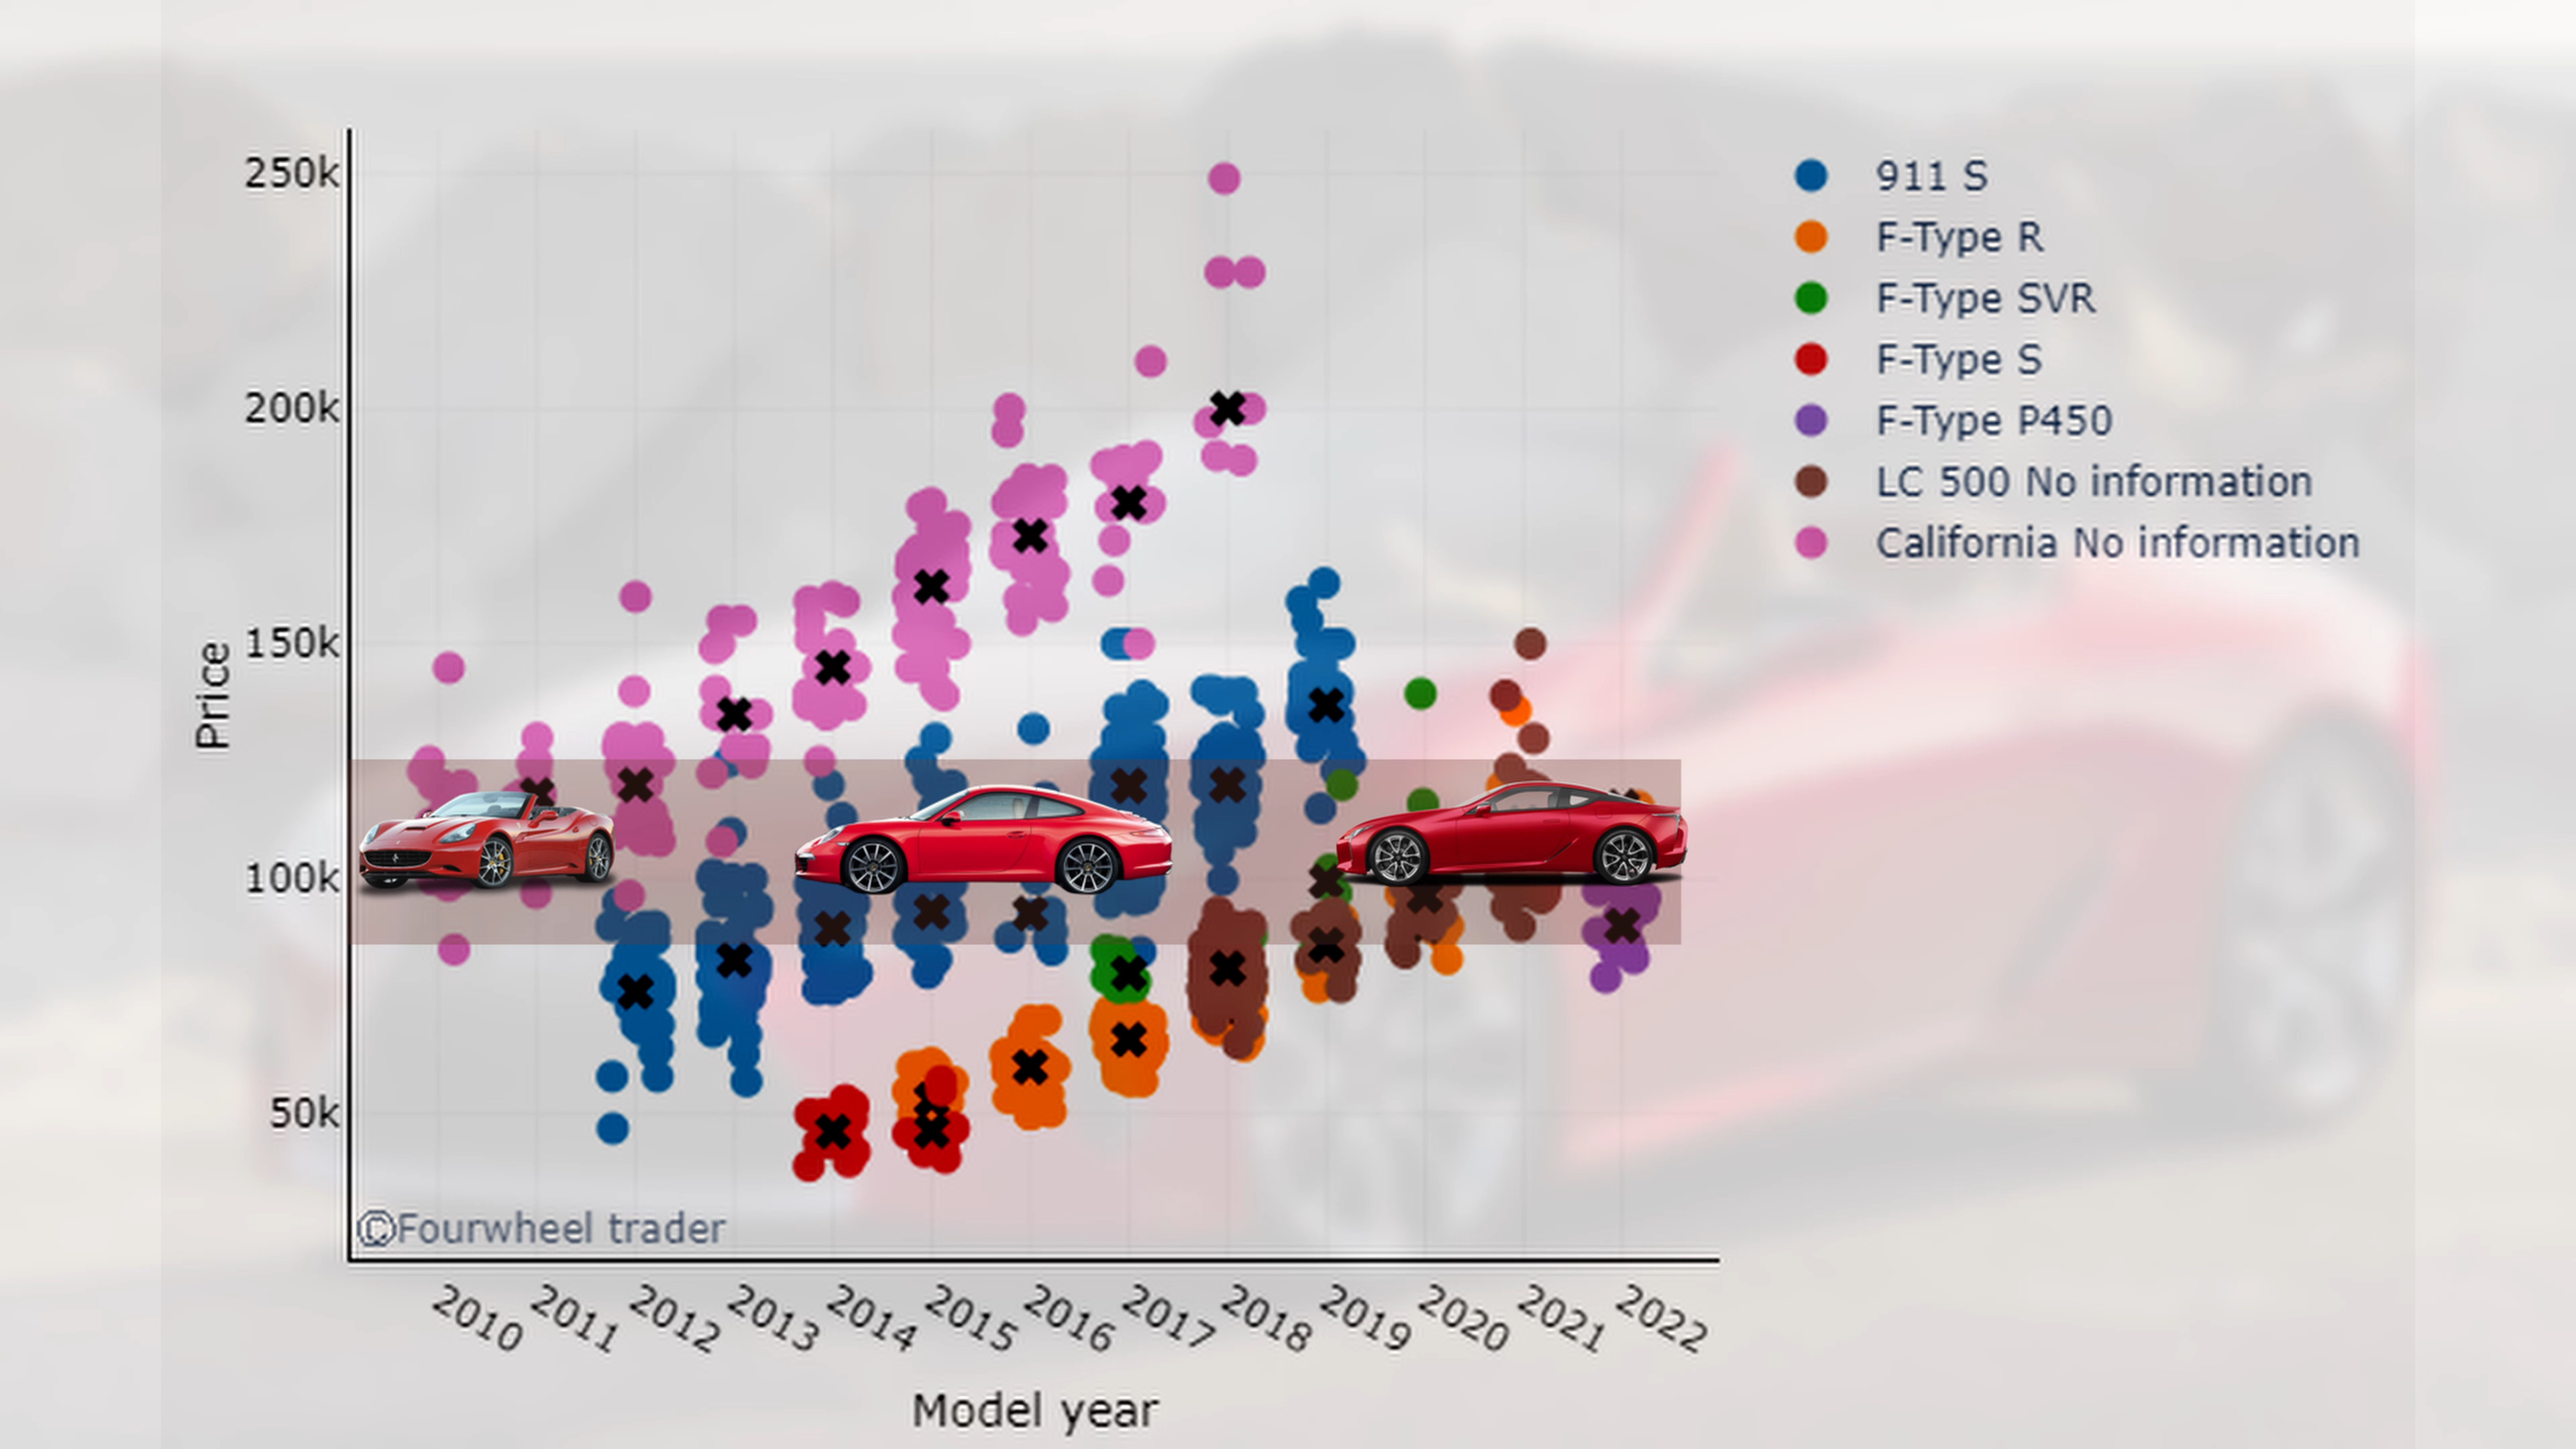 250k
200k
150k
100k
50k
Price
911 S
F-Type R
F-Type SVR
F-Type S
F-Type P450
LC 500 No information
California No information
©Fourwheel trader
2010
2011
2012
2013
2014
2015
2016
2017
2018
2019
2020
2021
2022
Model year